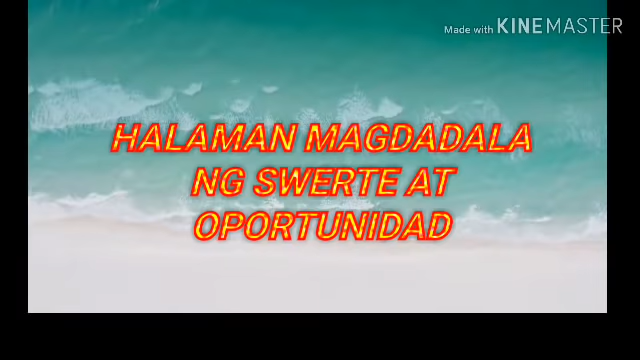 Made with KINEMASTER
HALAMAN MAGDADALA
NG SWERTE AT
OPORTUNIDAD